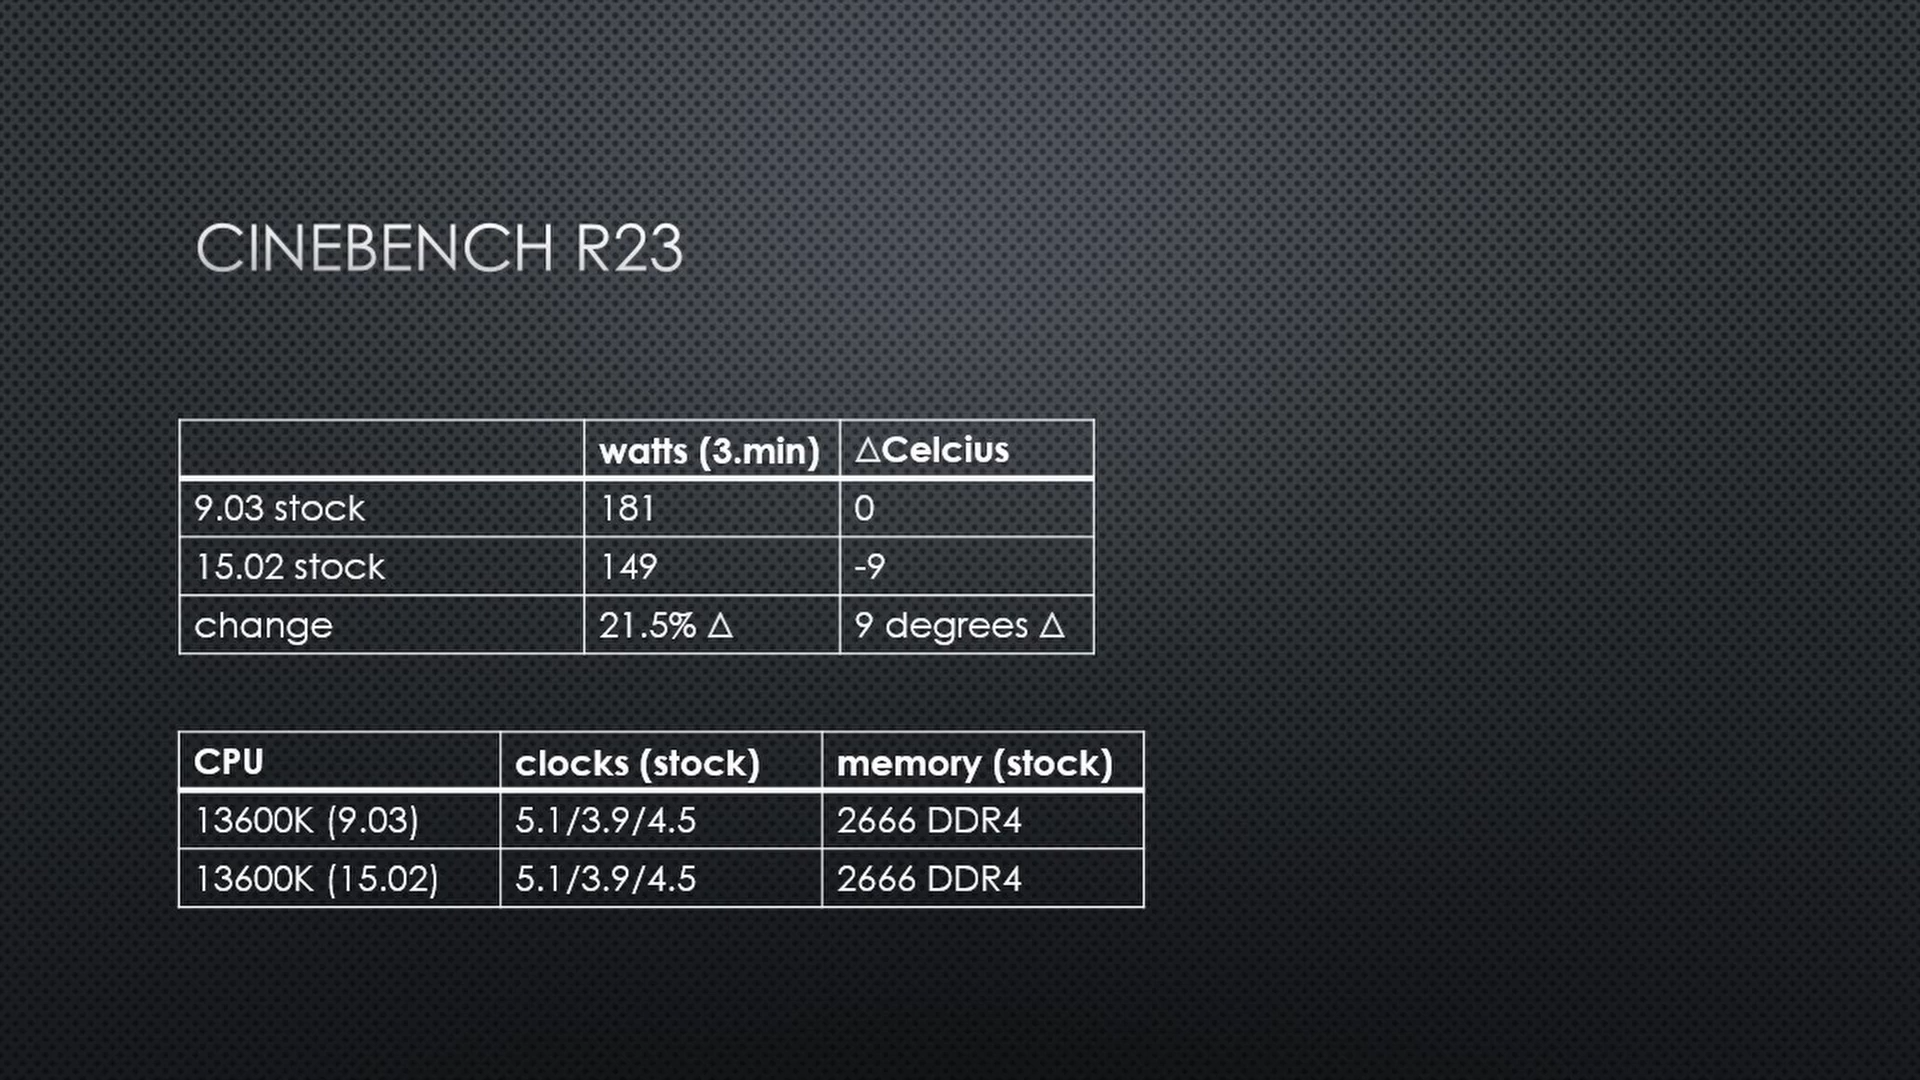 CINEBENCH R23
watts (3.min) △Celcius
9.03 stock 181 0
15.02 stock 149 -9
change 21.5% Δ 9 degrees Δ
CPU clocks (stock) memory (stock)
13600K (9.03) 5.1/3.9/4.5 2666 DDR4
13600K (15.02) 5.1/3.9/4.5 2666 DDR4